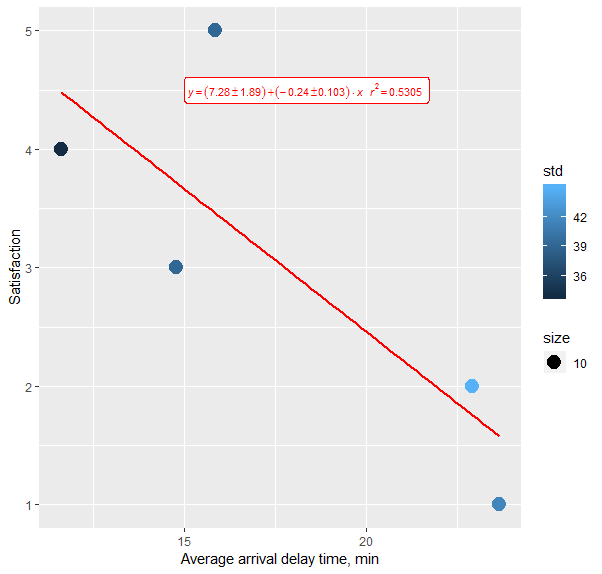 5
y = (7.28 ± 1.89) + (− 0.24 ± 0.103) · x r² = 0.5305
4
3
2
1
Satisfaction
15 20
Average arrival delay time, min
std
42
39
36
size
10